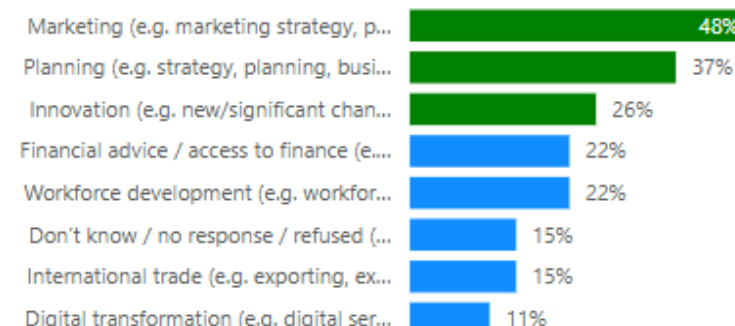 Marketing (e.g. marketing strategy, p... 48%
Planning (e.g. strategy, planning, busi... 37%
Innovation (e.g. new/significant chan... 26%
Financial advice / access to finance (e.... 22%
Workforce development (e.g. workfor... 22%
Don't know / no response / refused (... 15%
International trade (e.g. exporting, ex... 15%
Digital transformation (e.g. digital ser... 11%